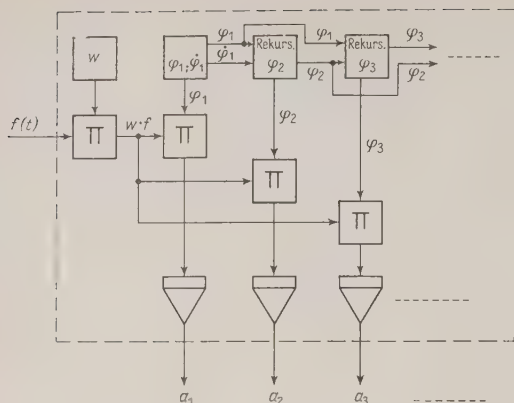 φ₁ φ₁ φ₃
w φ₁; φ̇₁ φ̇₁ Rekurs. φ₂ φ₂ Rekurs. φ₃ φ₂
φ₁
f(t) Π w·f Π φ₂
φ₃
Π
Π
a₁ a₂ a₃